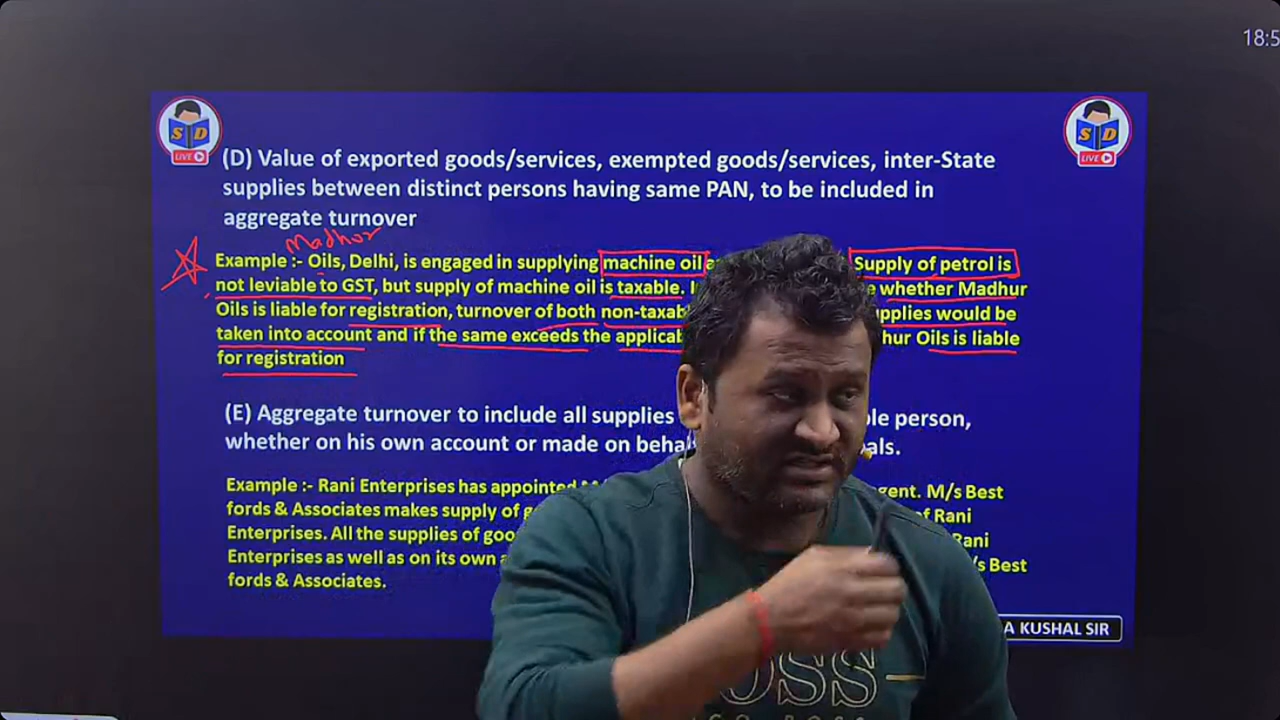 18:5
S D
LIVE
S D
LIVE
(D) Value of exported goods/services, exempted goods/services, inter-State
supplies between distinct persons having same PAN, to be included in
aggregate turnover
Madhor
Example :- Oils, Delhi, is engaged in supplying machine oil a Supply of petrol is
not leviable to GST, but supply of machine oil is taxable. whether Madhur
Oils is liable for registration, turnover of both non-taxab upplies would be
taken into account and if the same exceeds the applicab hur Oils is liable
for registration
(E) Aggregate turnover to include all supplies ble person,
whether on his own account or made on behal als.
Example :- Rani Enterprises has appointed gent. M/s Best
fords & Associates makes supply of g of Rani
Enterprises. All the supplies of goo Rani
Enterprises as well as on its own a /s Best
fords & Associates.
A KUSHAL SIR
OSS